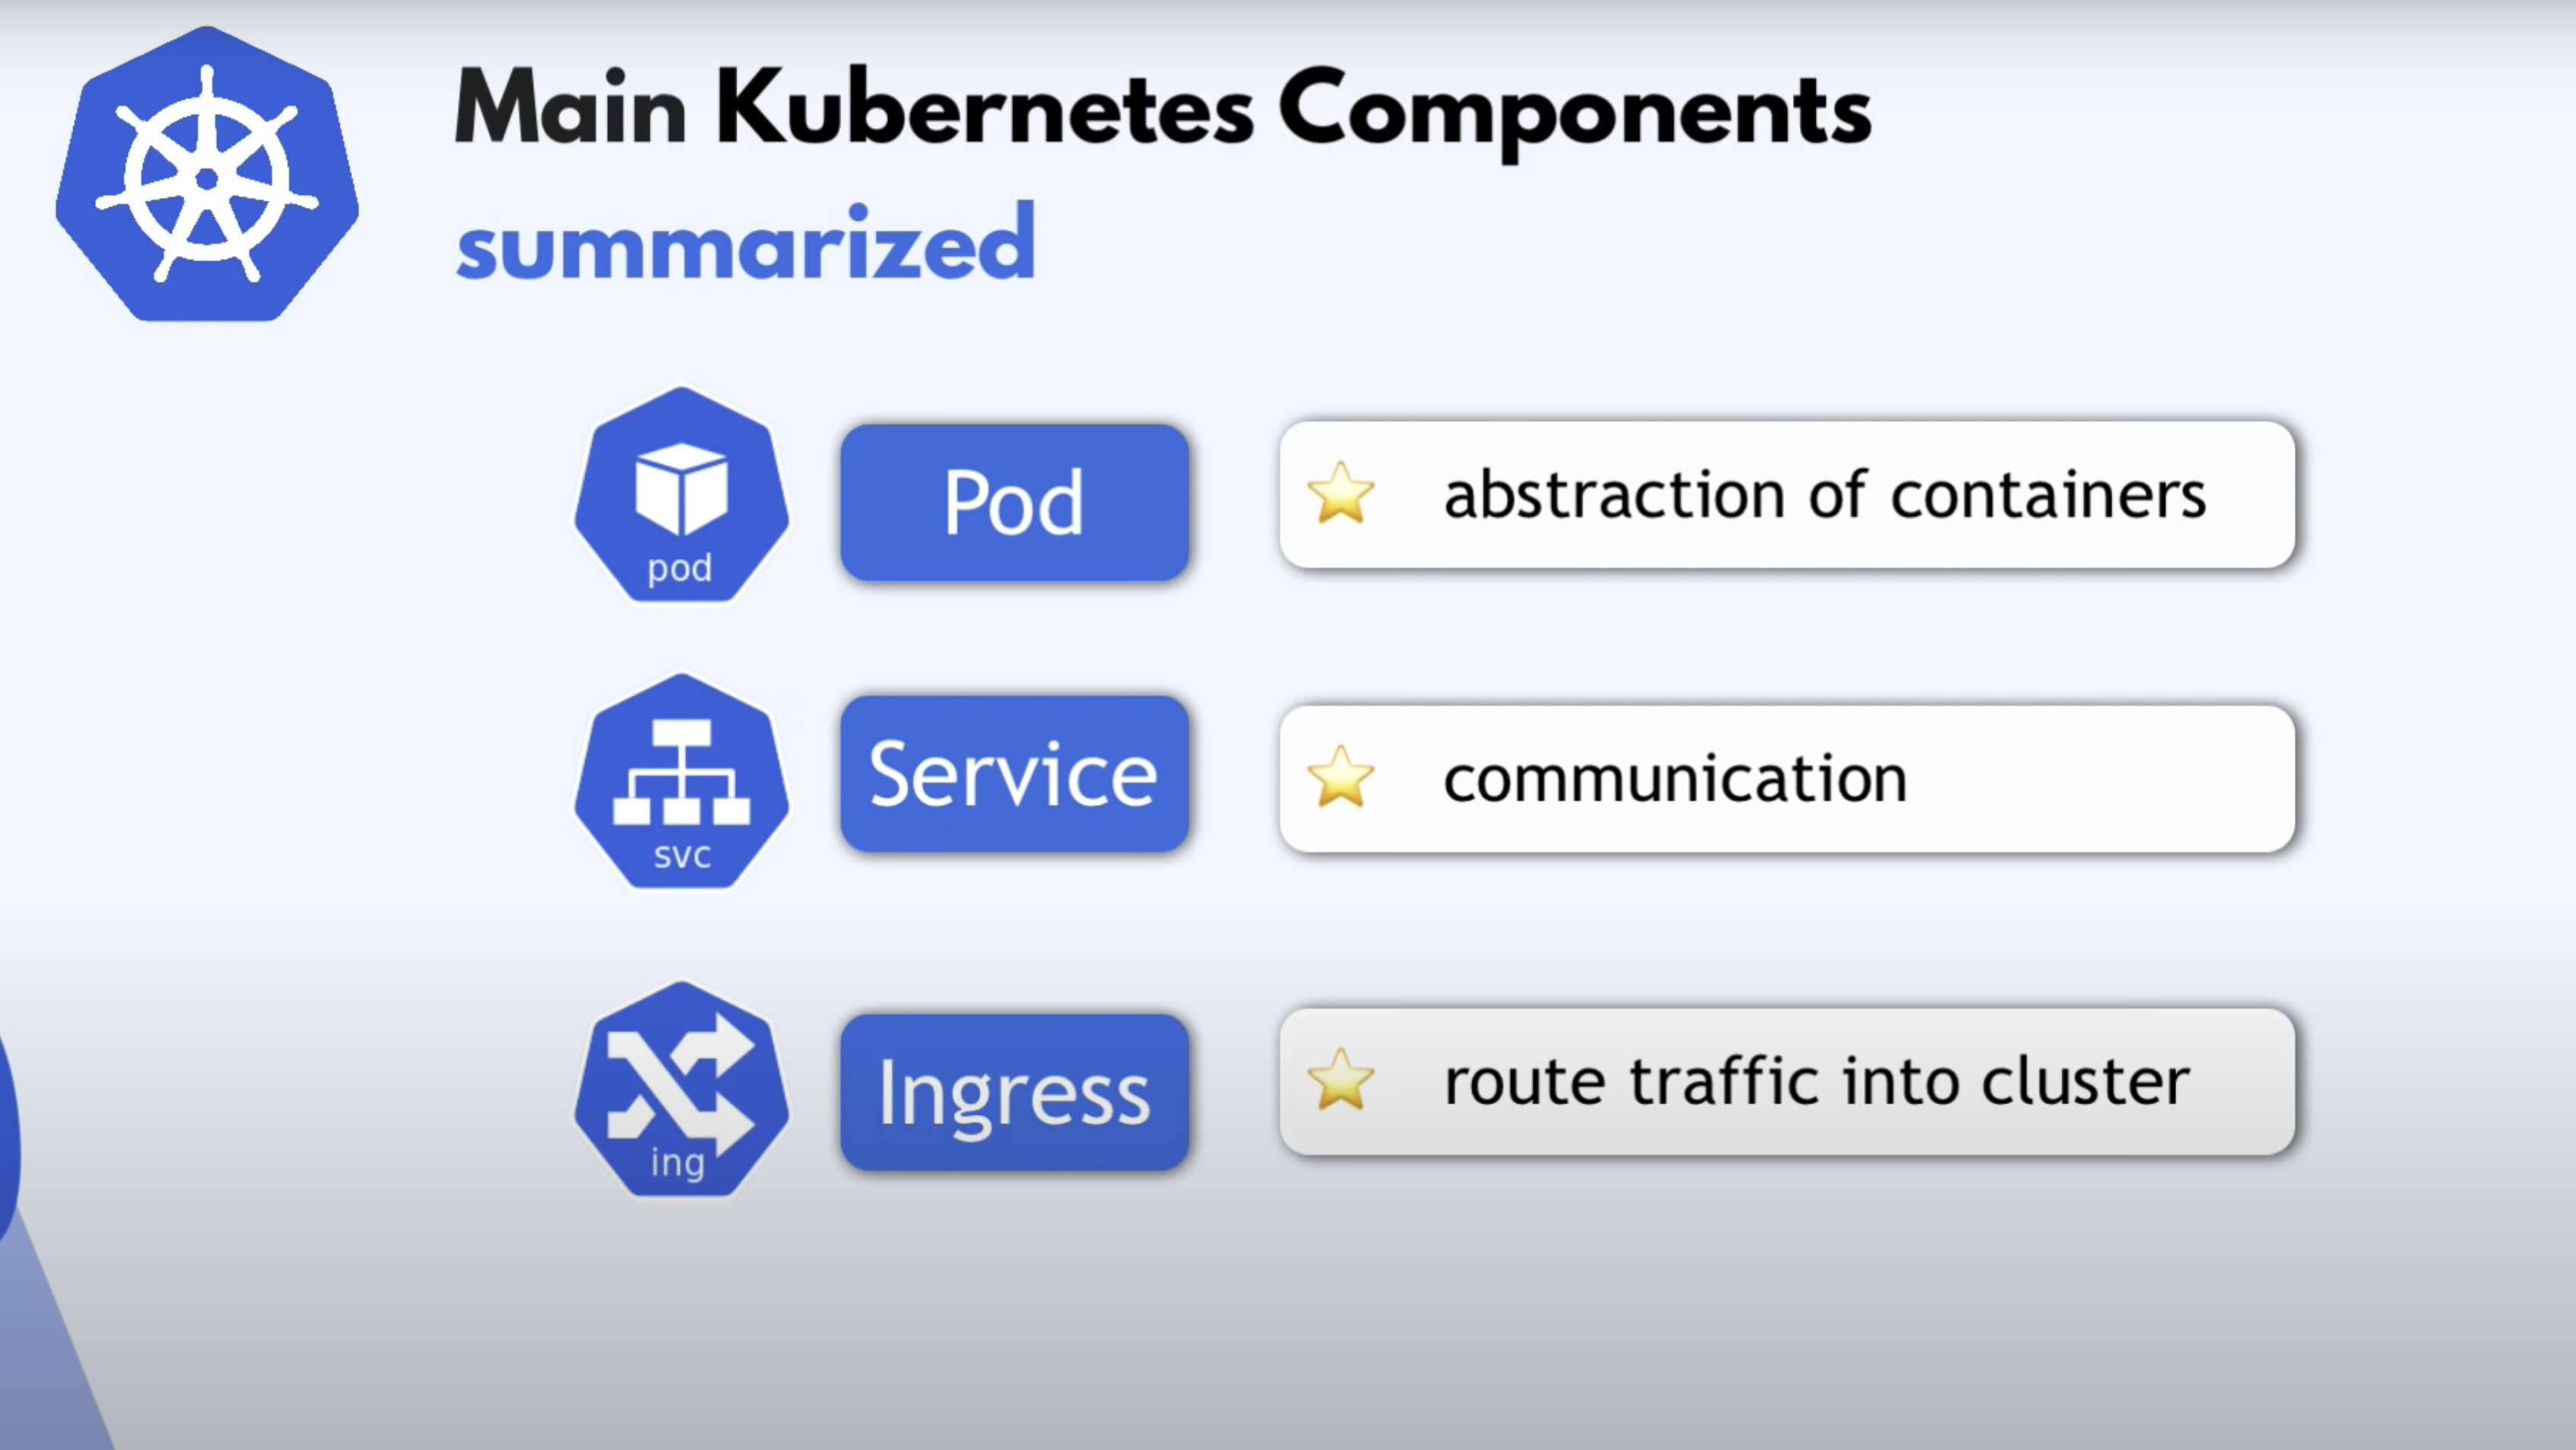 Main Kubernetes Components
summarized
pod
Pod
abstraction of containers
svc
Service
communication
ing
Ingress
route traffic into cluster